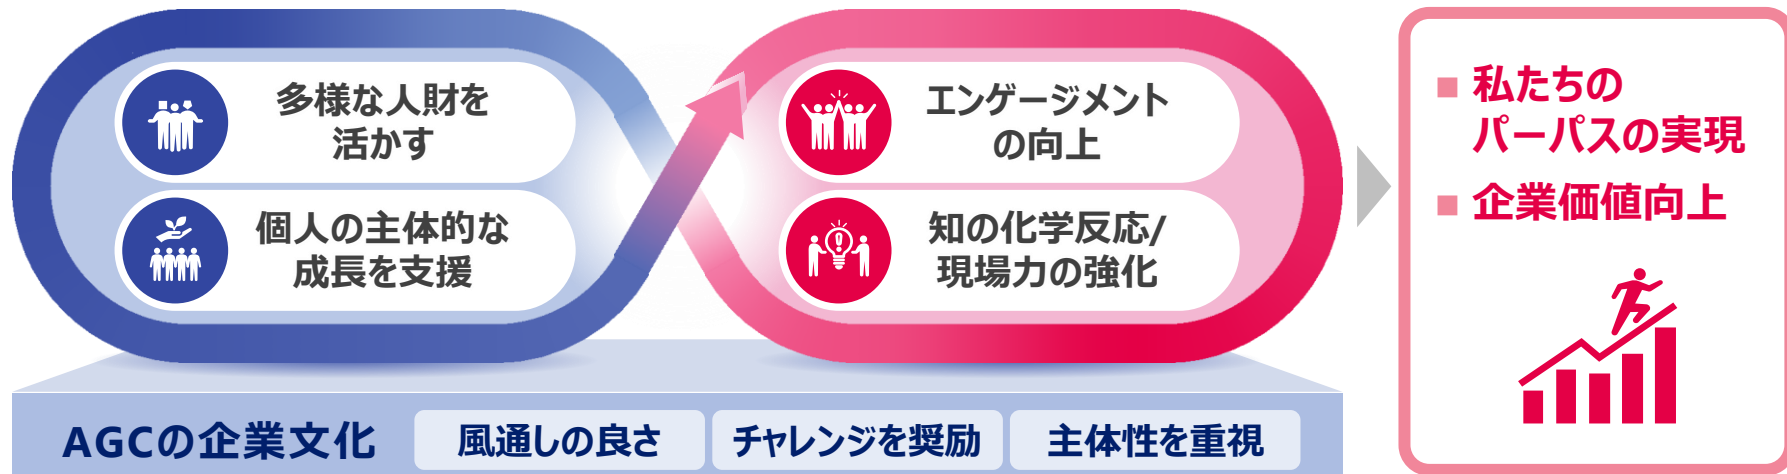 多様な人財を
活かす
個人の主体的な
成長を支援
エンゲージメント
の向上
知の化学反応/
現場力の強化
■ 私たちの
パーパスの実現
■ 企業価値向上
AGCの企業文化
風通しの良さ
チャレンジを奨励
主体性を重視